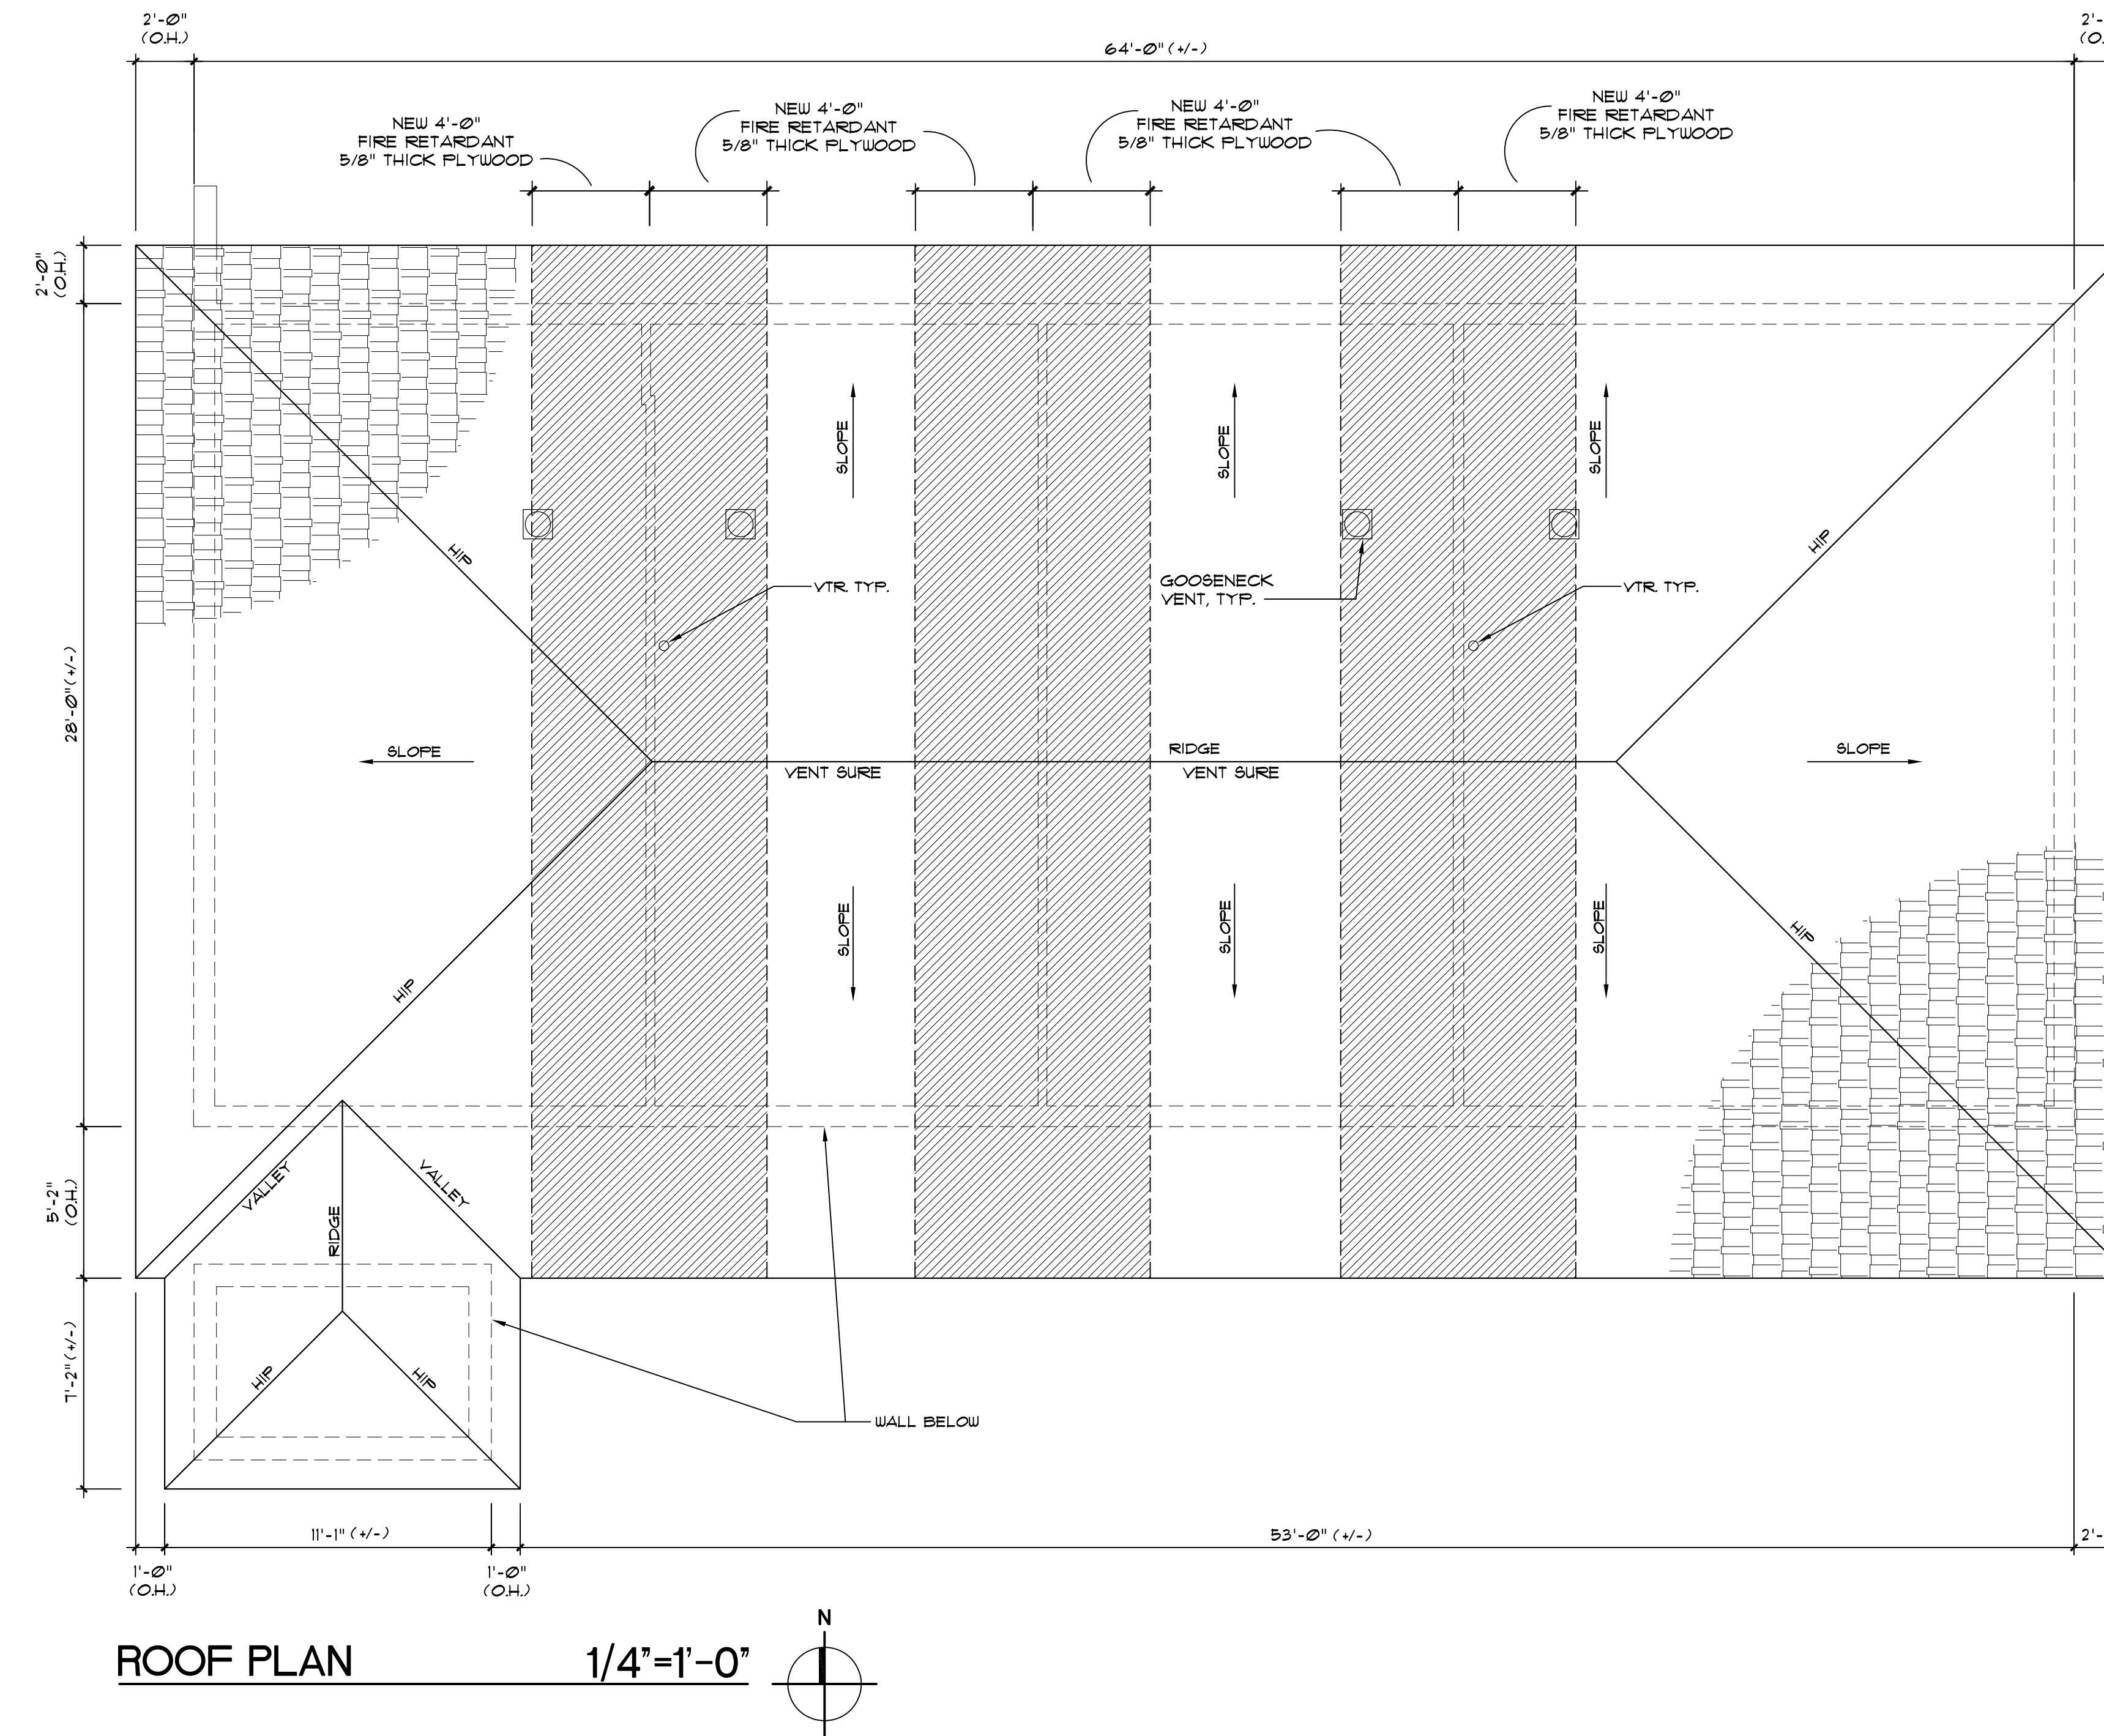 2'-0"
(O.H.)
64'-0" (+/-)
2'-
(O.
NEW 4'-0"
FIRE RETARDANT
5/8" THICK PLYWOOD
NEW 4'-0"
FIRE RETARDANT
5/8" THICK PLYWOOD
NEW 4'-0"
FIRE RETARDANT
5/8" THICK PLYWOOD
NEW 4'-0"
FIRE RETARDANT
5/8" THICK PLYWOOD
2'-0"
(O.H.)
SLOPE
SLOPE
SLOPE
HIP
HIP
VTR. TYP.
GOOSENECK
VENT, TYP.
VTR. TYP.
28'-0" (+/-)
SLOPE
RIDGE
SLOPE
VENT SURE
VENT SURE
SLOPE
SLOPE
SLOPE
HIP
HIP
5'-2"
(O.H.)
VALLEY
VALLEY
RIDGE
7'-2" (+/-)
HIP
HIP
WALL BELOW
11'-1" (+/-)
53'-0" (+/-)
2'-
1'-0"
(O.H.)
1'-0"
(O.H.)
N
ROOF PLAN
1/4"=1'-0"